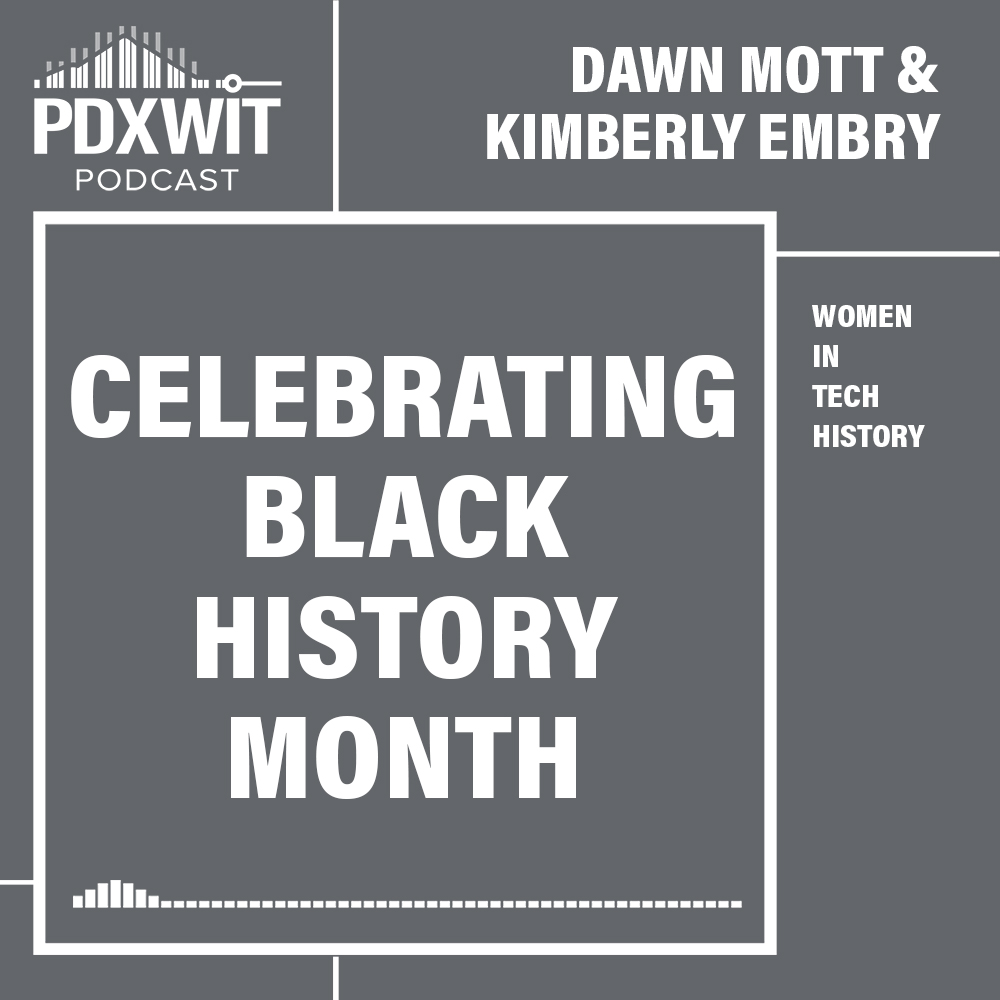 PDXWIT
PODCAST
DAWN MOTT &
KIMBERLY EMBRY
CELEBRATING
BLACK
HISTORY
MONTH
WOMEN
IN
TECH
HISTORY